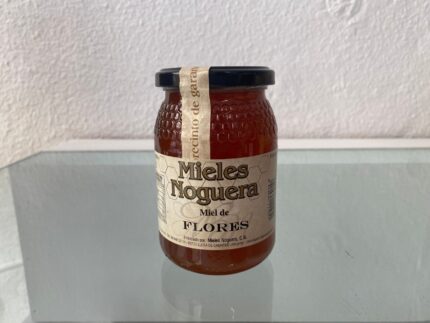 precinto de garan
Mieles
Noguera
Miel de
FLORES
Mieles Noguera, S.L.